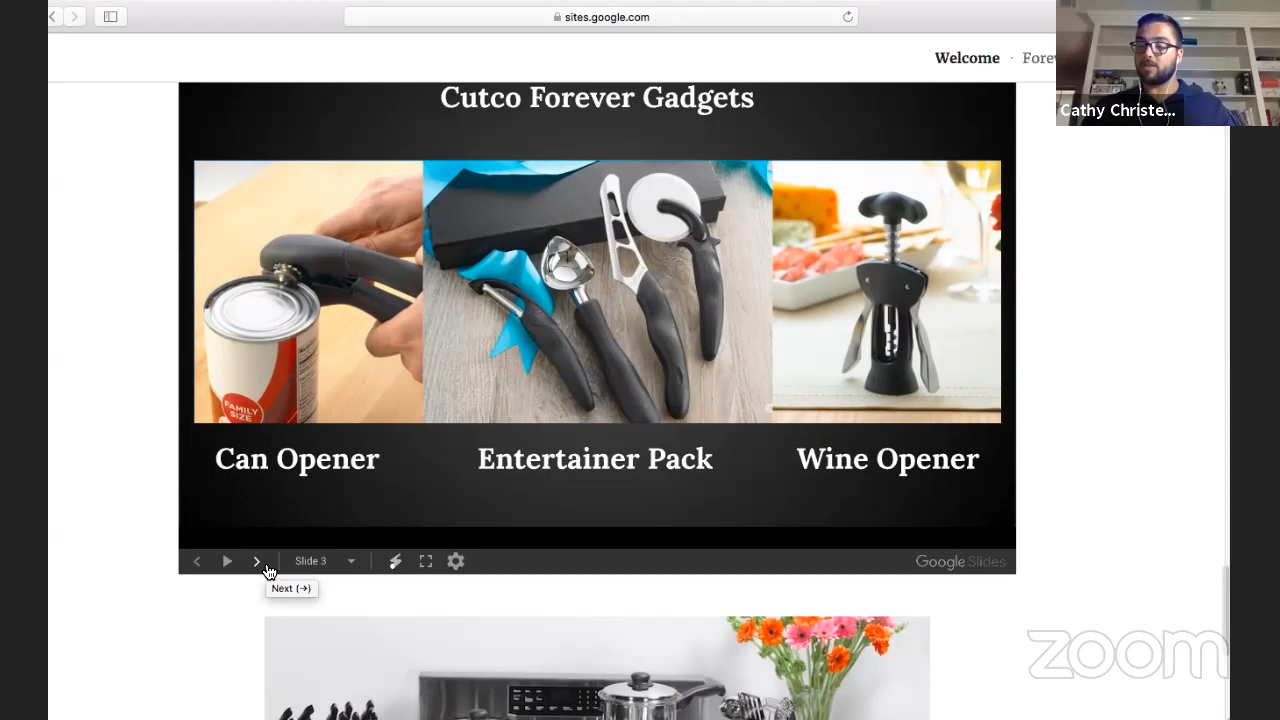 sites.google.com
Welcome · Forev
Cathy Christe...
Cutco Forever Gadgets
FAMILY
SIZE
Can Opener
Entertainer Pack
Wine Opener
Slide 3
Google Slides
Next (→)
zoom